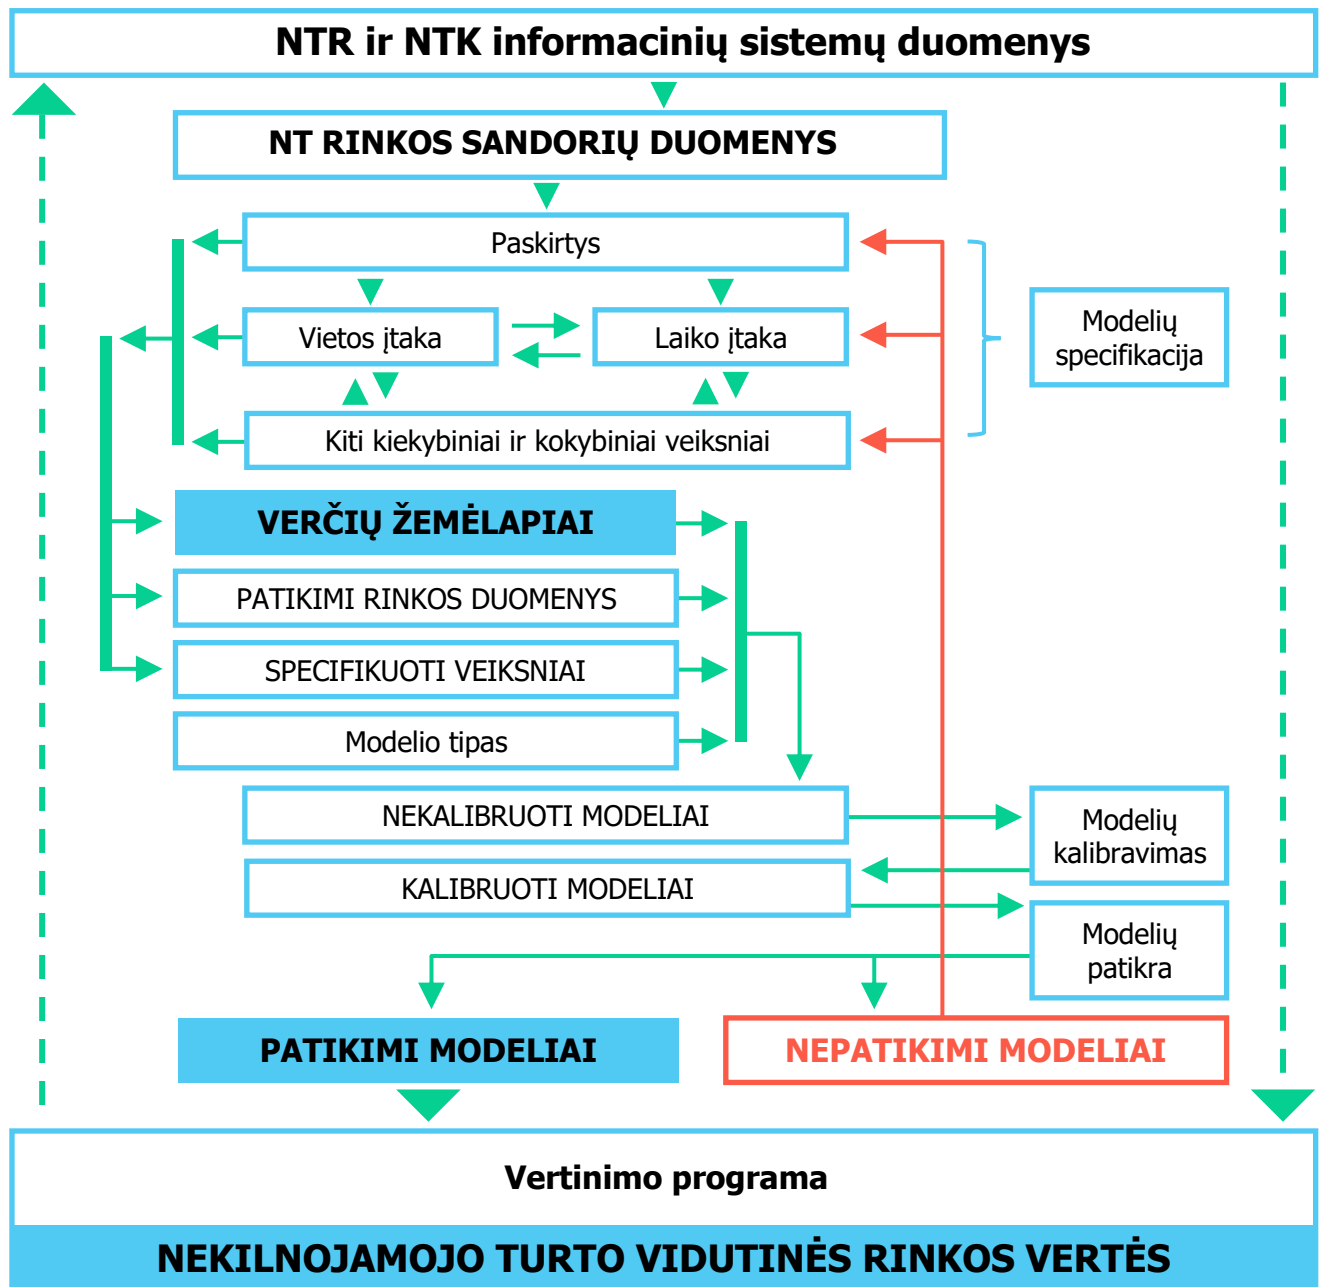 NTR ir NTK informacinių sistemų duomenys
NT RINKOS SANDORIŲ DUOMENYS
Paskirtys
Vietos įtaka
Laiko įtaka
Modelių
specifikacija
Kiti kiekybiniai ir kokybiniai veiksniai
VERČIŲ ŽEMĖLAPIAI
PATIKIMI RINKOS DUOMENYS
SPECIFIKUOTI VEIKSNIAI
Modelio tipas
NEKALIBRUOTI MODELIAI
Modelių
kalibravimas
KALIBRUOTI MODELIAI
Modelių
patikra
PATIKIMI MODELIAI
NEPATIKIMI MODELIAI
Vertinimo programa
NEKILNOJAMOJO TURTO VIDUTINĖS RINKOS VERTĖS